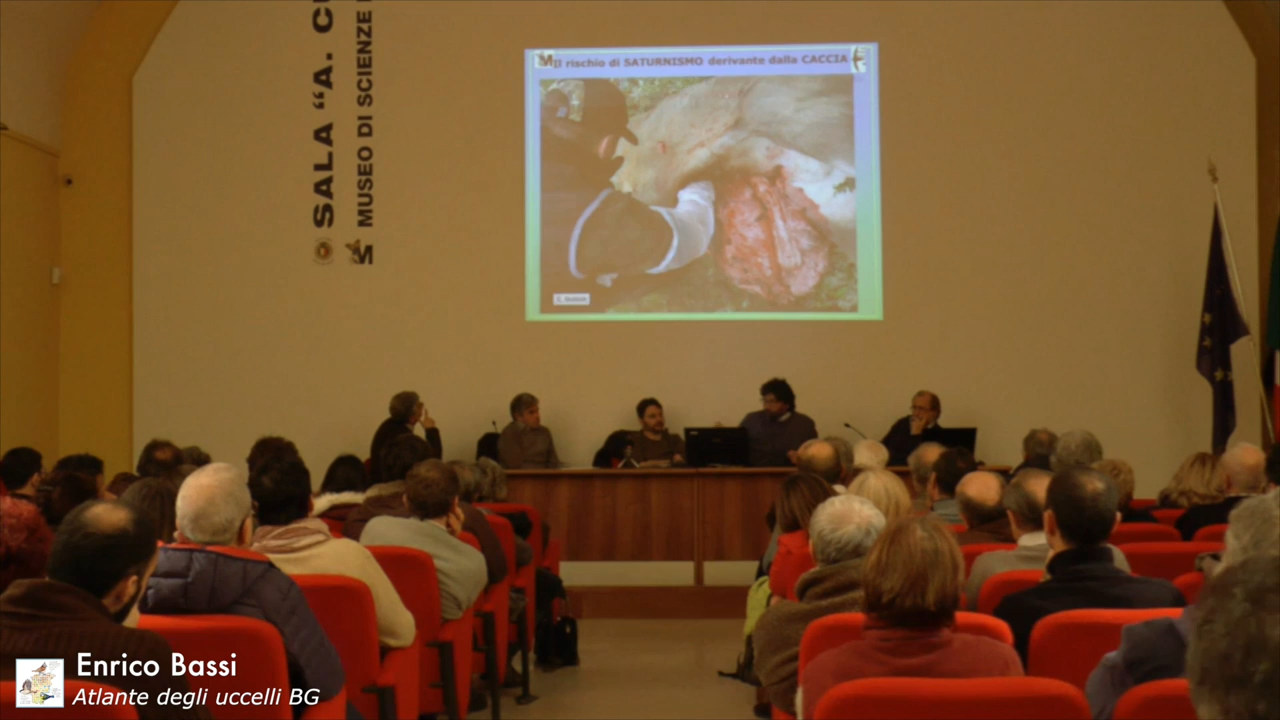 SALA “A. C
MUSEO DI SCIENZE
Il rischio di SATURNISMO derivante dalla CACCIA
Enrico Bassi
Atlante degli uccelli BG